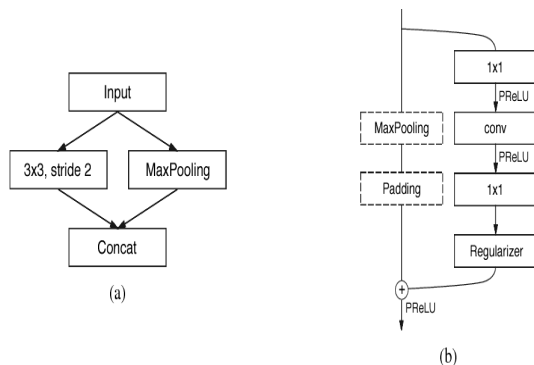 Input
3x3, stride 2
MaxPooling
Concat
(a)
1x1
PReLU
MaxPooling
conv
PReLU
Padding
1x1
Regularizer
+
PReLU
(b)